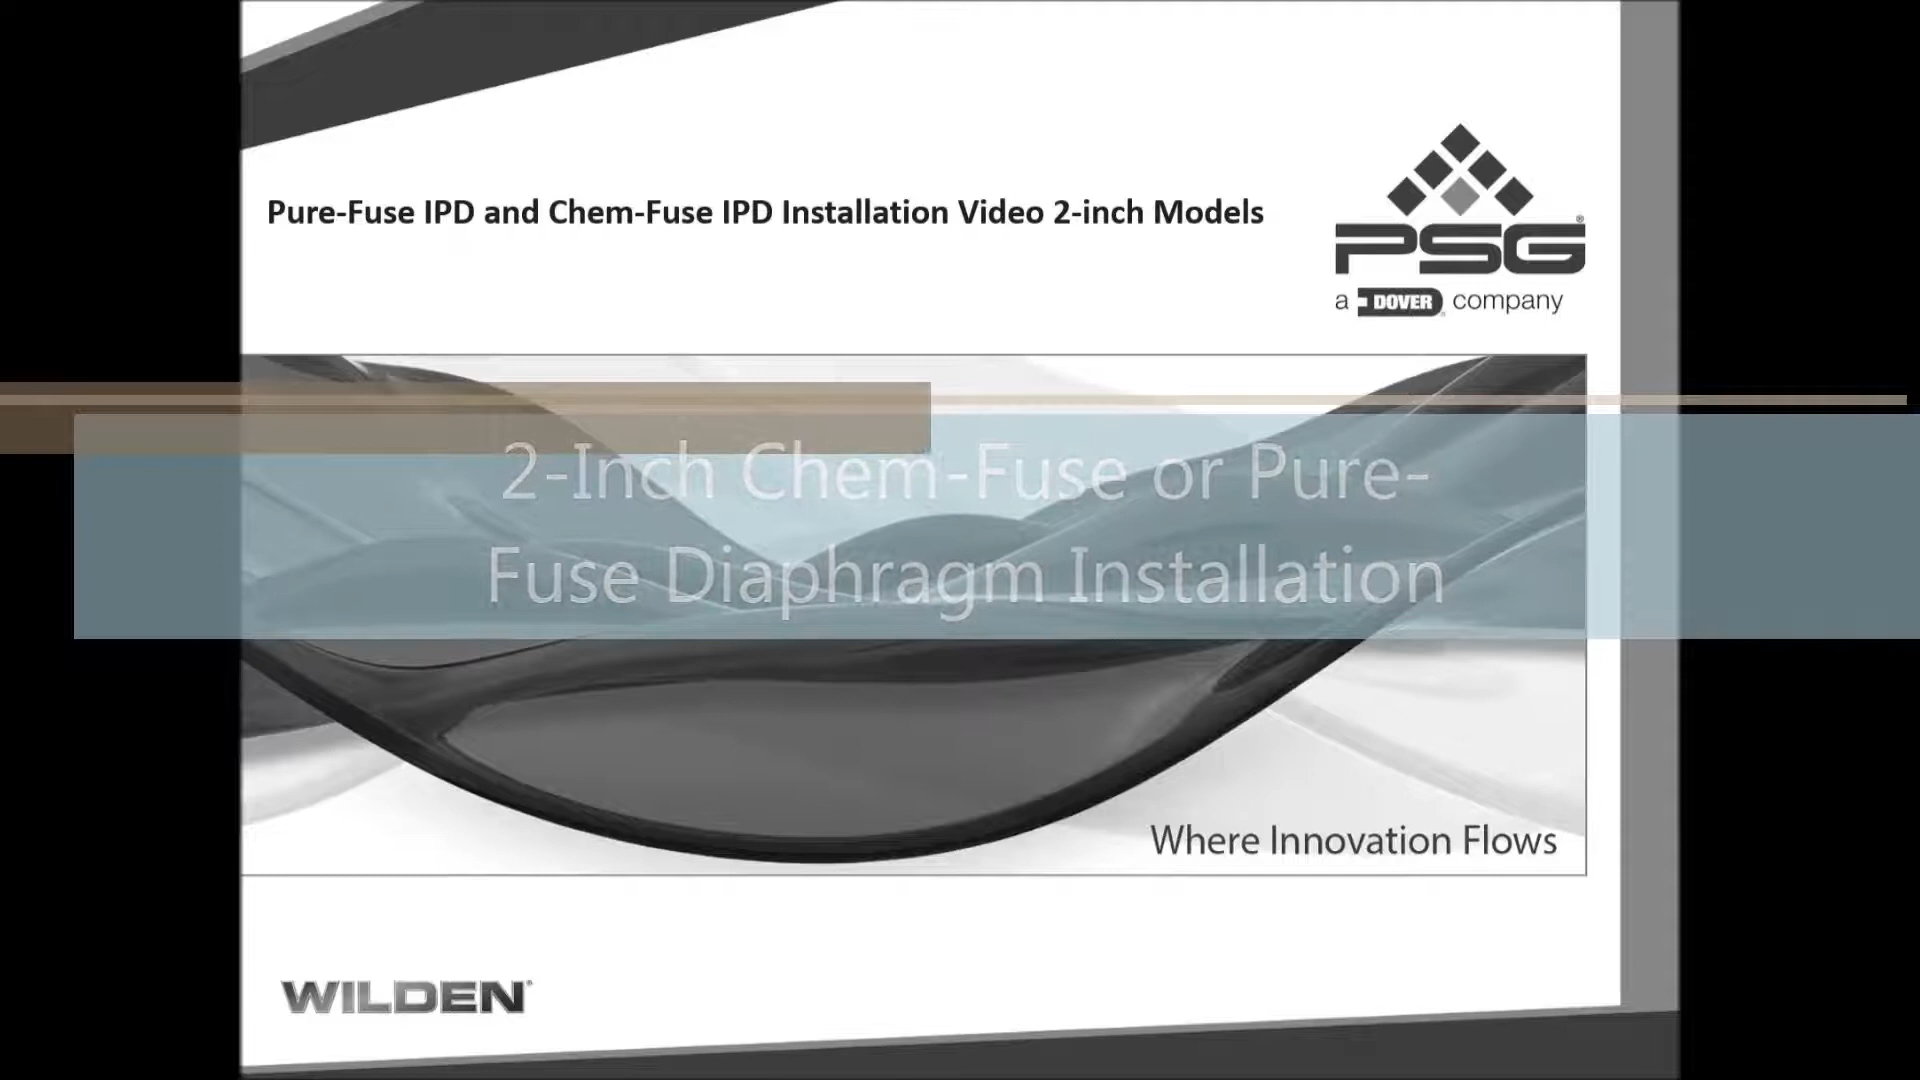 Pure-Fuse IPD and Chem-Fuse IPD Installation Video 2-inch Models
PSG®
a DOVER company
2-Inch Chem-Fuse or Pure-
Fuse Diaphragm Installation
Where Innovation Flows
WILDEN®